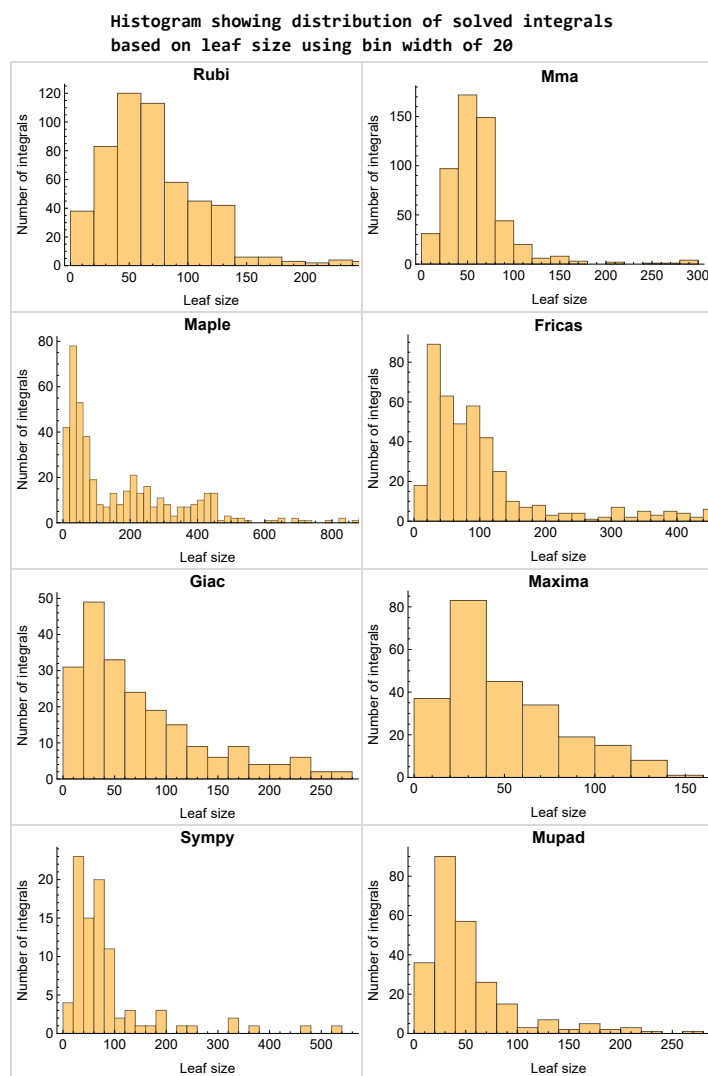 Histogram showing distribution of solved integrals
based on leaf size using bin width of 20
Rubi
Number of integrals
120
100
80
60
40
20
0
0 50 100 150 200
Leaf size
Mma
Number of integrals
150
100
50
0
0 50 100 150 200 250 300
Leaf size
Maple
Number of integrals
80
60
40
20
0
0 200 400 600 800
Leaf size
Fricas
Number of integrals
80
60
40
20
0
0 100 200 300 400
Leaf size
Giac
Number of integrals
50
40
30
20
10
0
0 50 100 150 200 250
Leaf size
Maxima
Number of integrals
80
60
40
20
0
0 50 100 150
Leaf size
Sympy
Number of integrals
20
15
10
5
0
0 100 200 300 400 500
Leaf size
Mupad
Number of integrals
80
60
40
20
0
0 50 100 150 200 250
Leaf size